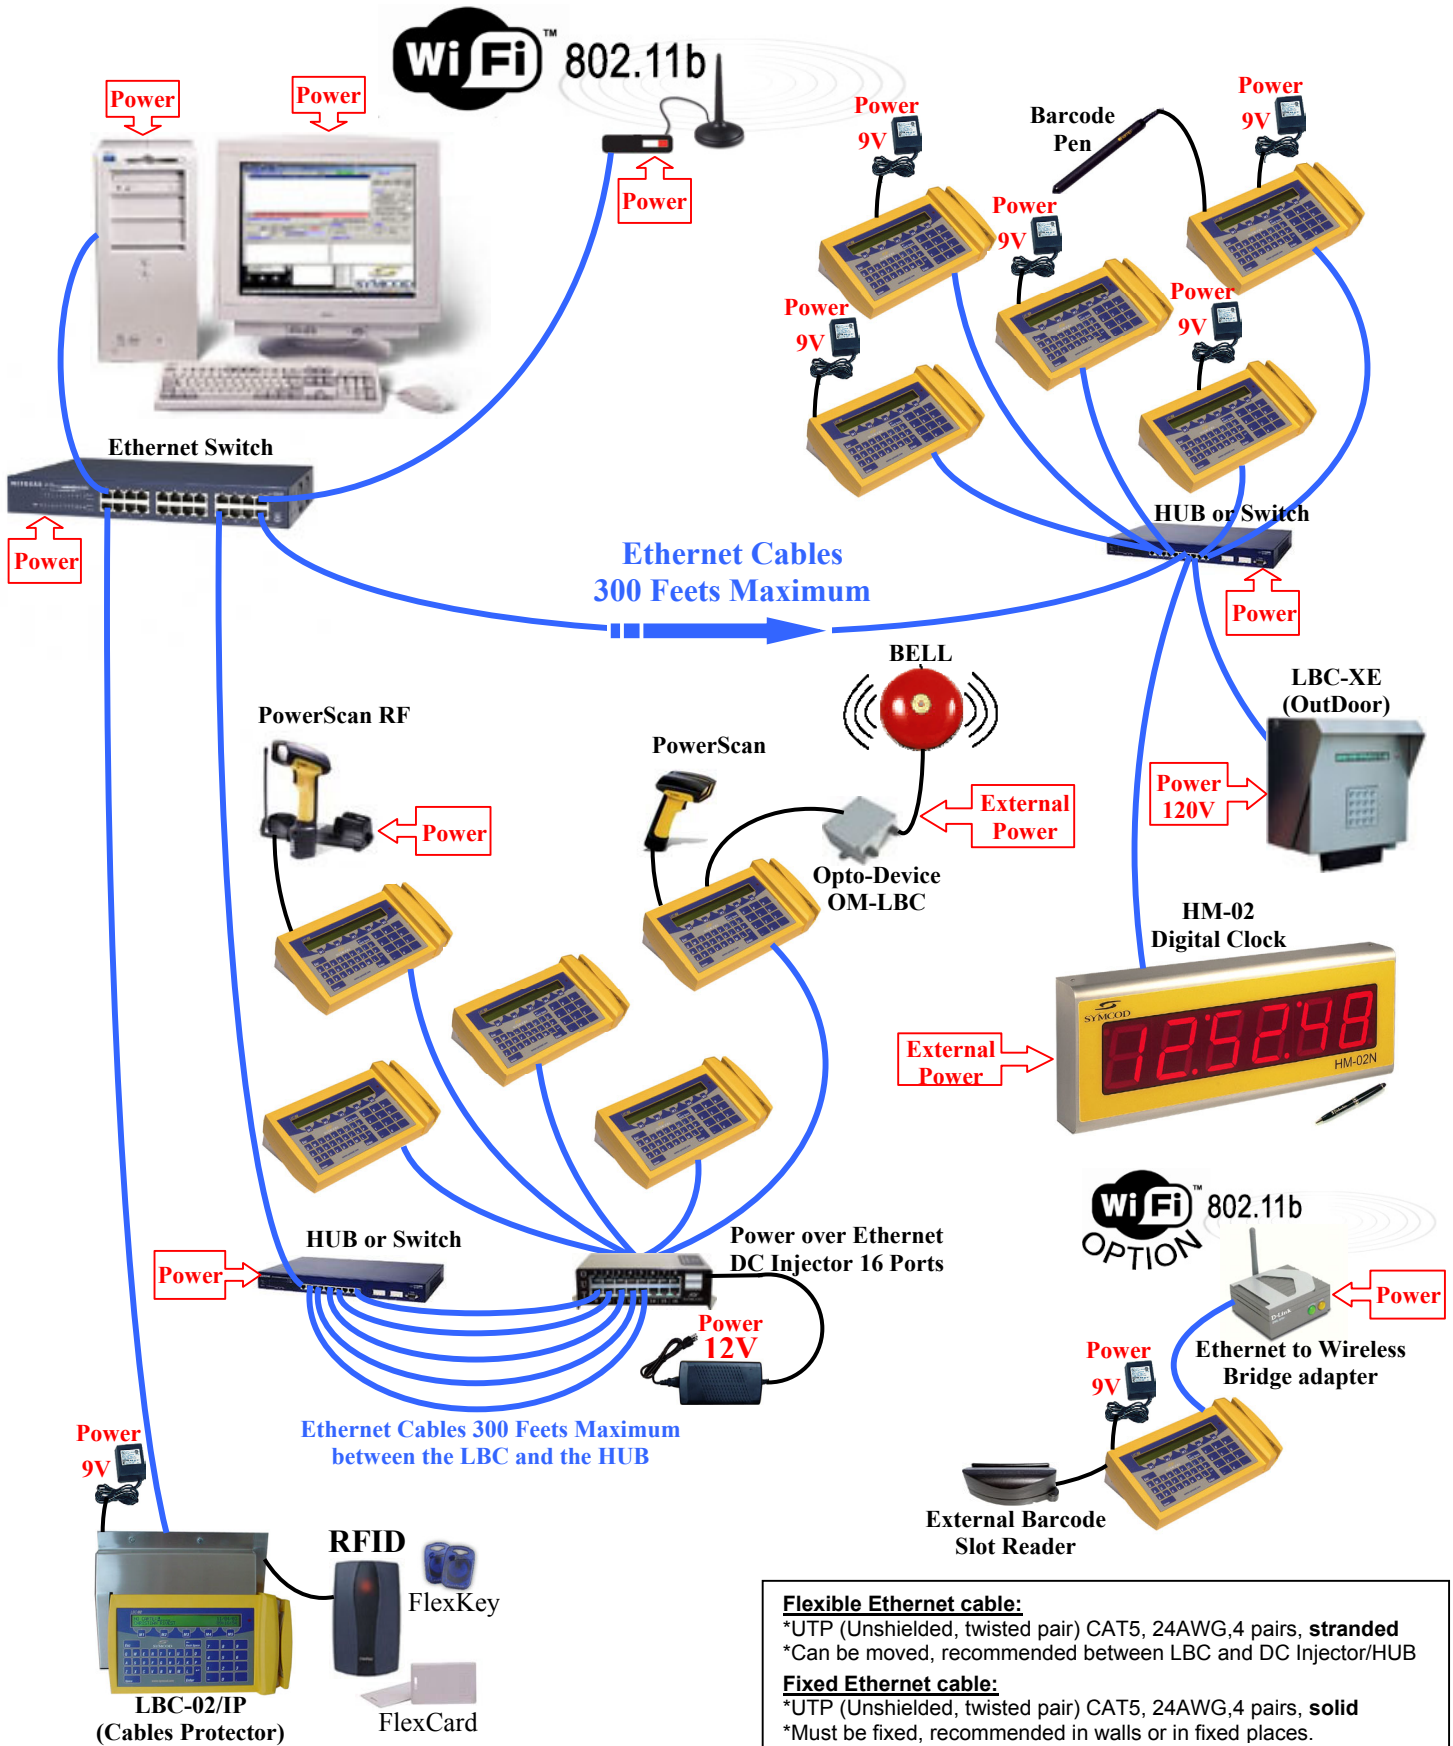 WiFi™ 802.11b
Power
Power
Power
Power
9V
Barcode
Pen
Power
9V
Power
9V
Power
9V
Power
9V
SYMCOD
Ethernet Switch
NETGEAR
Power
HUB or Switch
Power
Ethernet Cables
300 Feets Maximum
BELL
LBC-XE
(OutDoor)
Power
120V
PowerScan RF
Power
PowerScan
External
Power
Opto-Device
OM-LBC
HM-02
Digital Clock
SYMCOD
12:52:48
HM-02N
External
Power
WiFi™ 802.11b
OPTION
HUB or Switch
Power
Power over Ethernet
DC Injector 16 Ports
Power
12V
D-Link
Power
Ethernet to Wireless
Bridge adapter
Power
9V
Ethernet Cables 300 Feets Maximum
between the LBC and the HUB
External Barcode
Slot Reader
Power
9V
RFID
FlexKey
FlexCard
SYMCOD
LBC-02/IP
(Cables Protector)
Flexible Ethernet cable:
*UTP (Unshielded, twisted pair) CAT5, 24AWG,4 pairs, stranded
*Can be moved, recommended between LBC and DC Injector/HUB
Fixed Ethernet cable:
*UTP (Unshielded, twisted pair) CAT5, 24AWG,4 pairs, solid
*Must be fixed, recommended in walls or in fixed places.